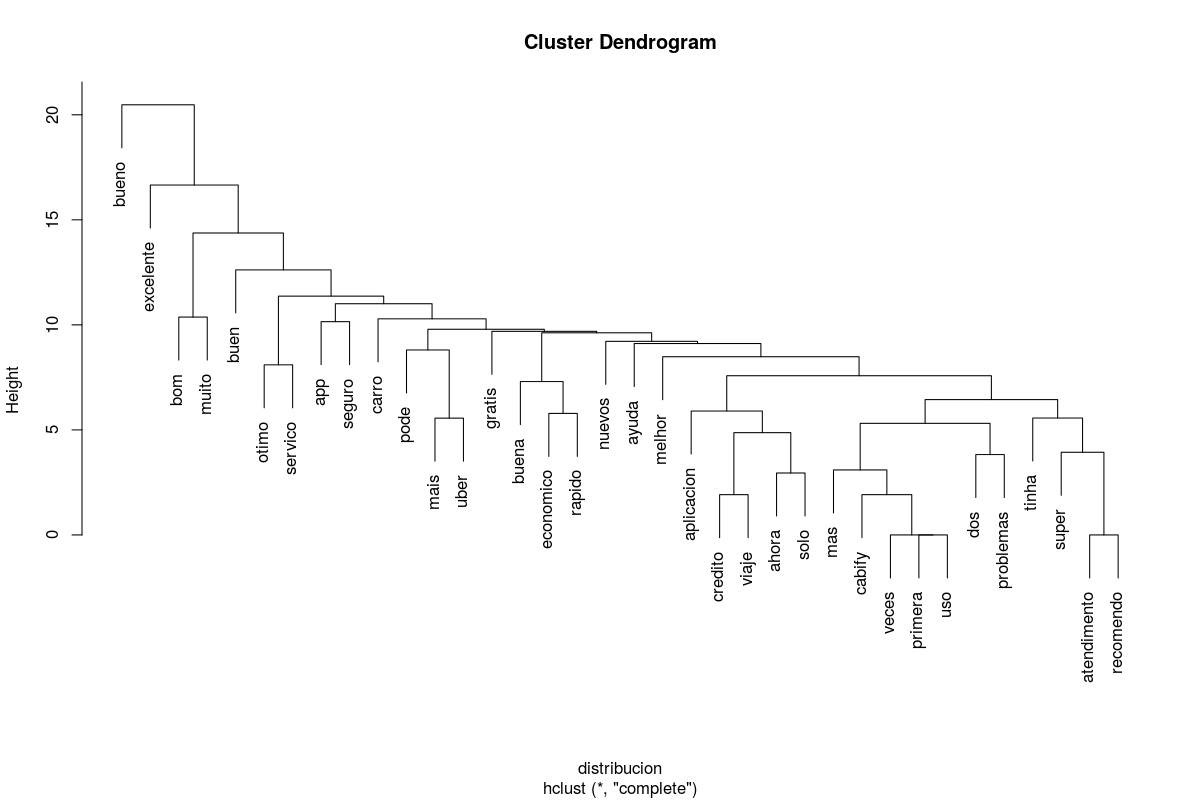 Cluster Dendrogram
Height
20
15
10
5
0
bueno
excelente
bom
muito
buen
otimo
servico
app
seguro
carro
pode
mais
uber
gratis
buena
economico
rapido
nuevos
ayuda
melhor
aplicacion
credito
viaje
ahora
solo
mas
cabify
veces
primera
uso
dos
problemas
tinha
super
atendimento
recomendo
distribucion
hclust (*, "complete")